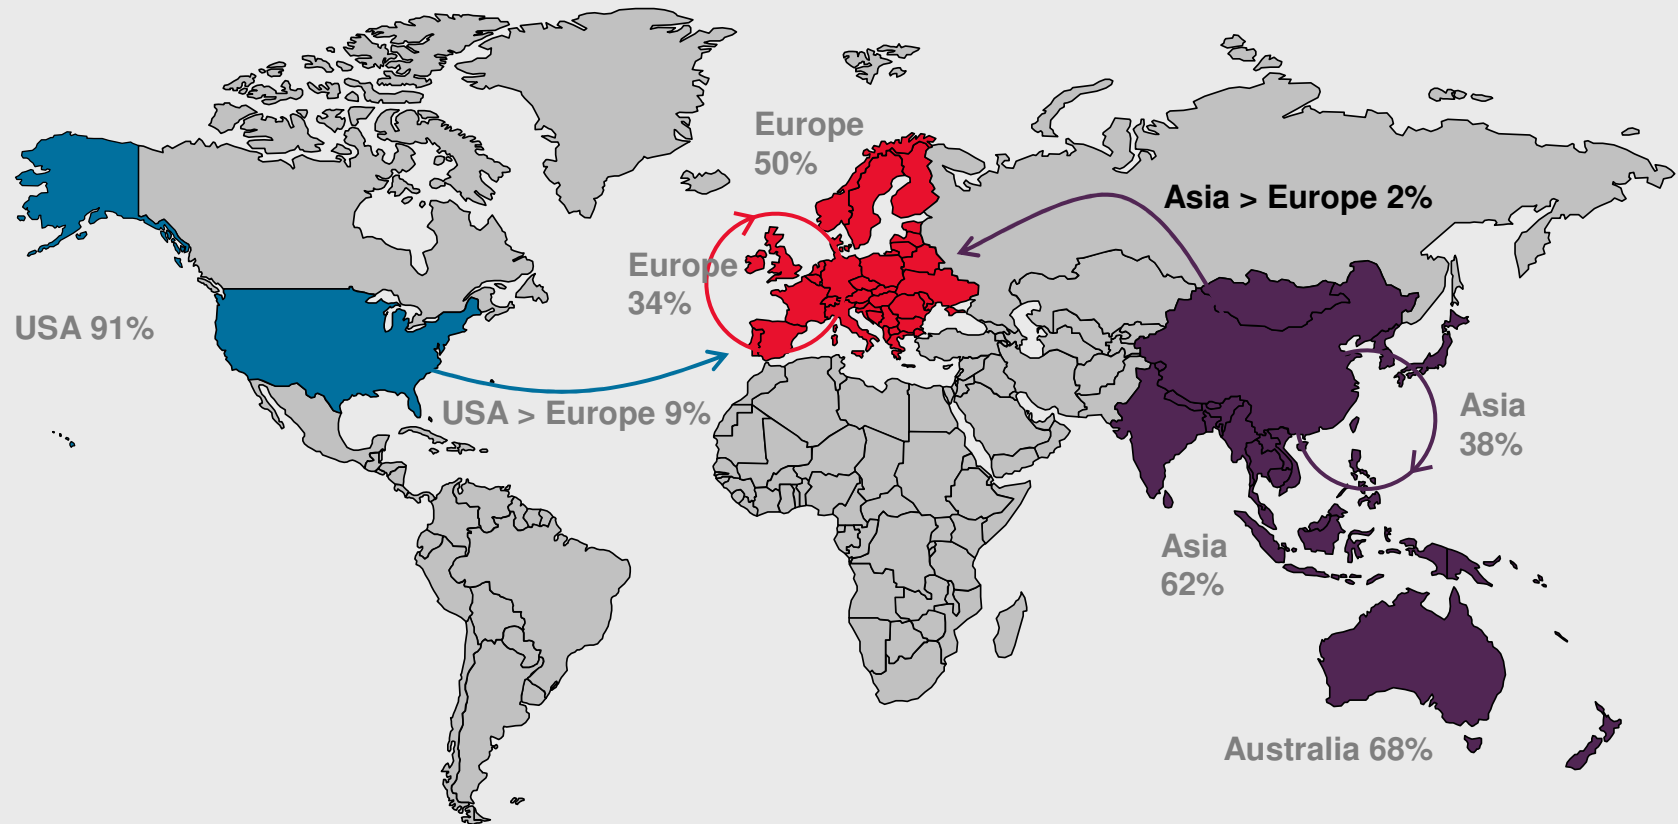 Europe
50%
Asia > Europe 2%
Europe
34%
USA 91%
USA > Europe 9%
Asia
38%
Asia
62%
Australia 68%